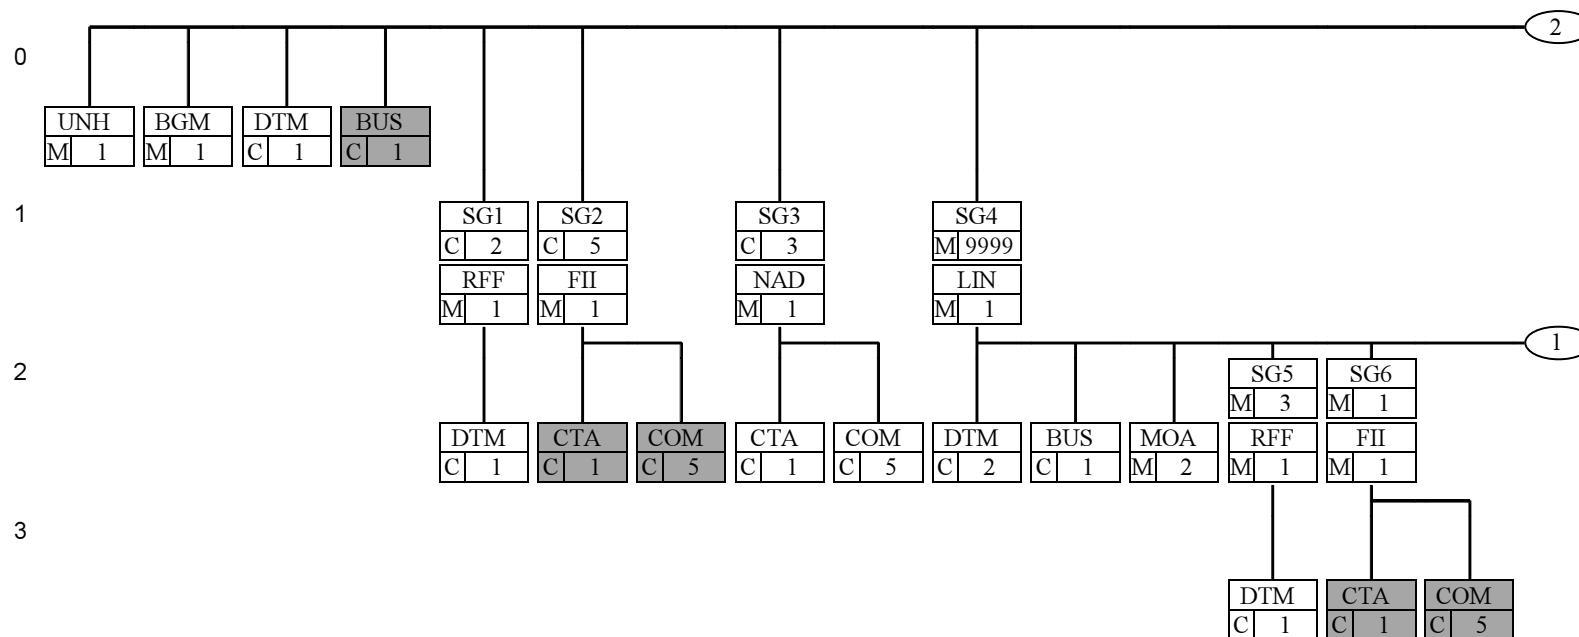 2
0
UNH BGM DTM BUS
M 1 M 1 C 1 C 1
1
SG1 SG2 SG3 SG4
C 2 C 5 C 3 M 9999
RFF FII NAD LIN
M 1 M 1 M 1 M 1
1
2
SG5 SG6
M 3 M 1
DTM CTA COM CTA COM DTM BUS MOA RFF FII
C 1 C 1 C 5 C 1 C 5 C 2 C 1 M 2 M 1 M 1
3
DTM CTA COM
C 1 C 1 C 5